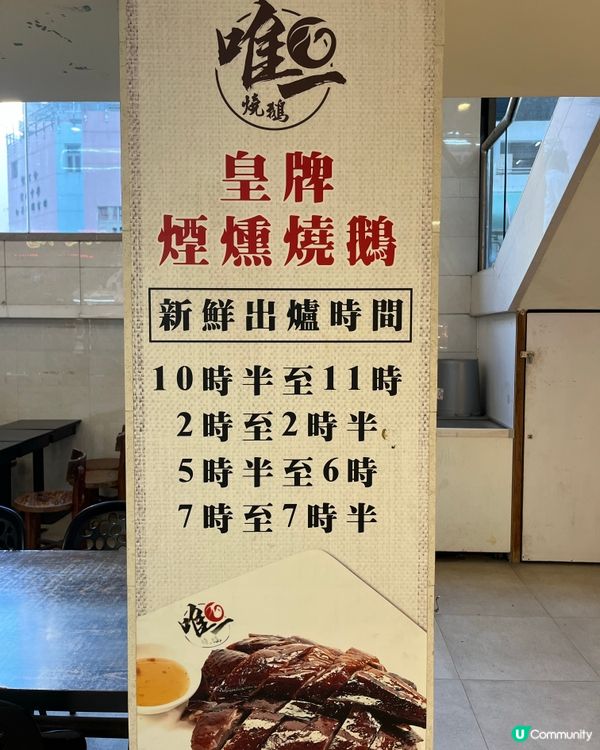 唯一
燒鵝
皇牌
煙燻燒鵝
新鮮出爐時間
10時半至11時
2時至2時半
5時半至6時
7時至7時半
唯一
U Community